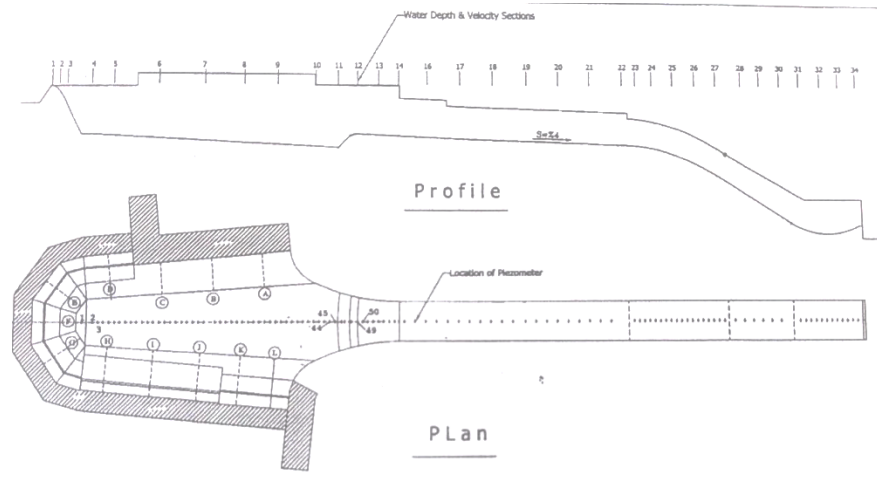 Water Depth & Velocity Sections
1 2 3 4 5 6 7 8 9 10 11 12 13 14 16 17 18 19 20 21 22 23 24 25 26 27 28 29 30 31 32 33 34
S=%4
Profile
Location of Piezometer
D
C B A
45 50
1 2
F
3
44 49
H I J K L
PLan